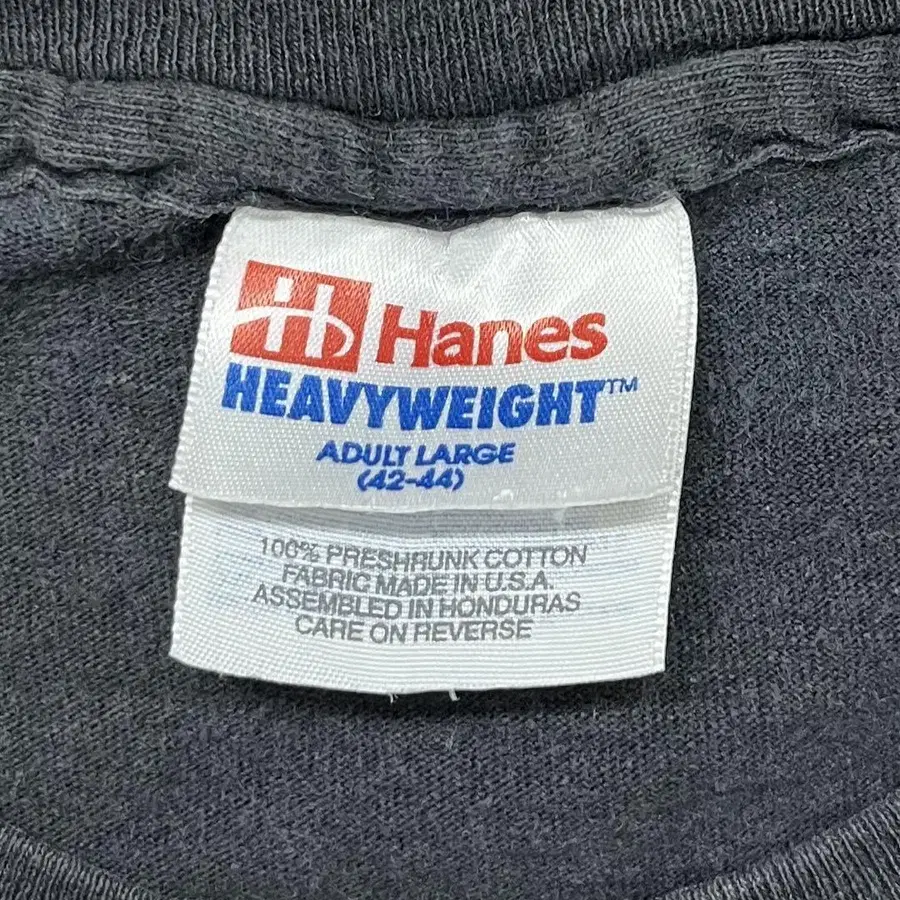 H Hanes
HEAVYWEIGHT™
ADULT LARGE
(42-44)
100% PRESHRUNK COTTON
FABRIC MADE IN U.S.A.
ASSEMBLED IN HONDURAS
CARE ON REVERSE